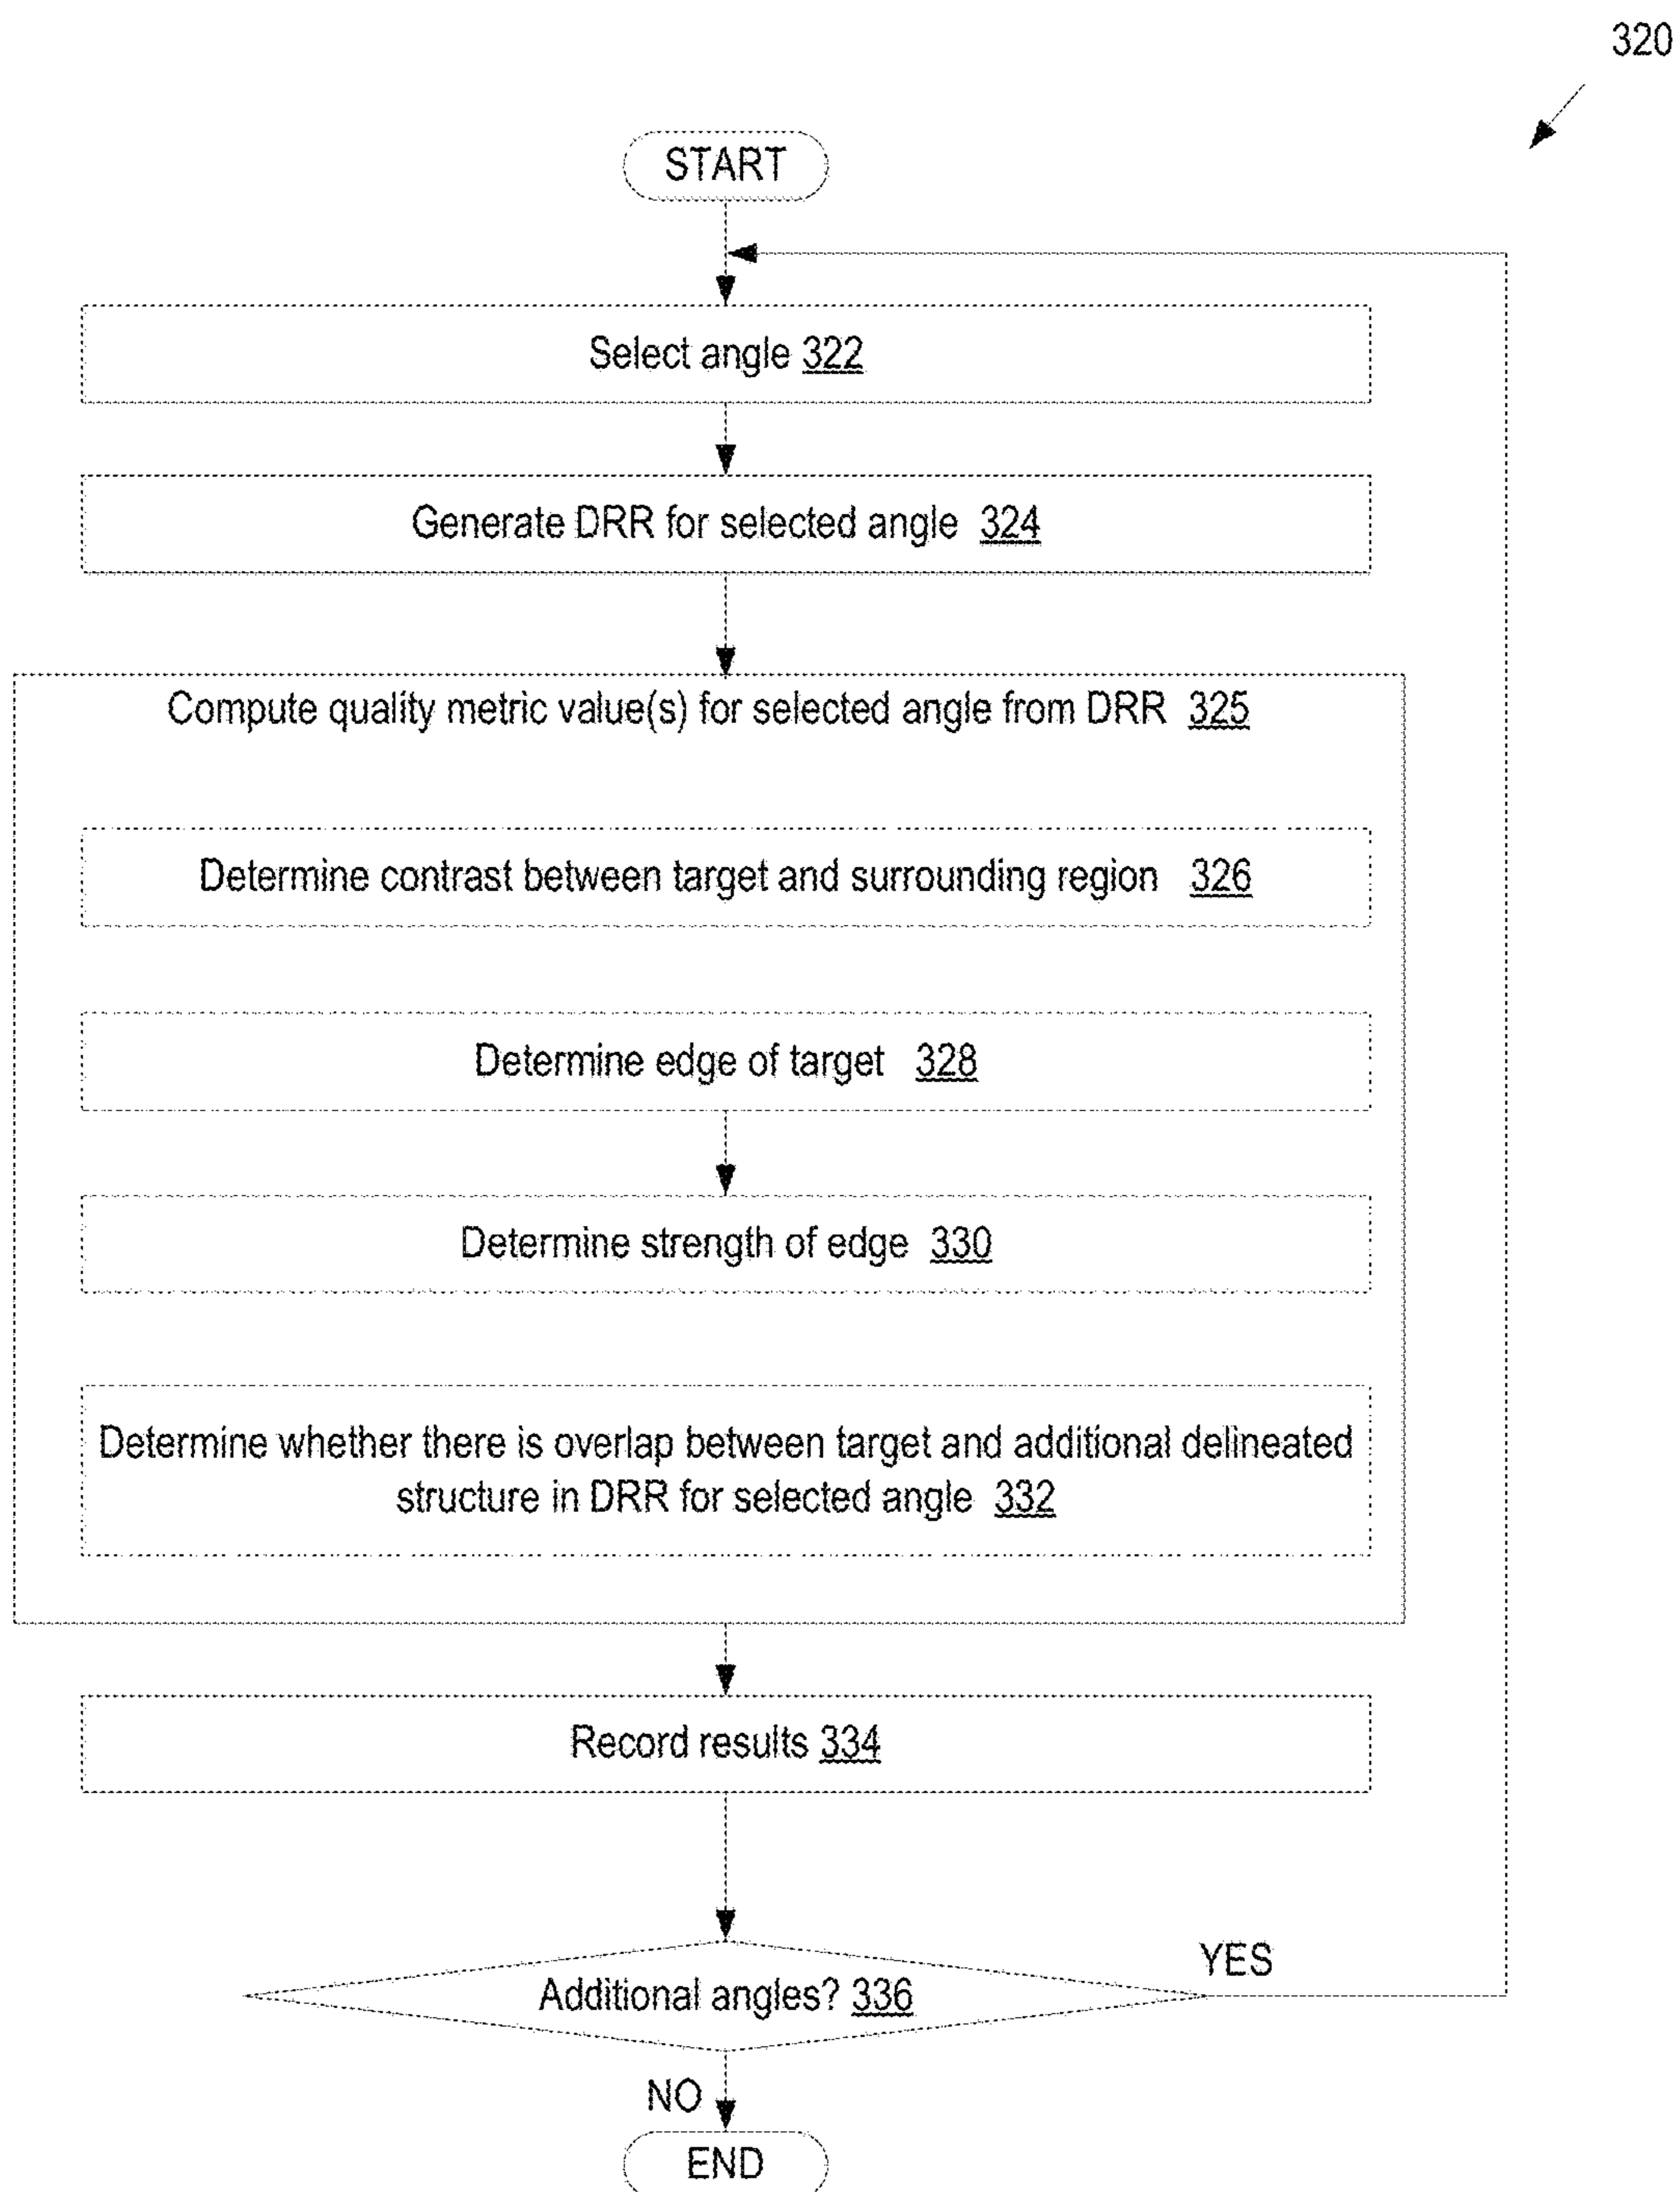 320
START
Select angle 322
Generate DRR for selected angle 324
Compute quality metric value(s) for selected angle from DRR 325
Determine contrast between target and surrounding region 326
Determine edge of target 328
Determine strength of edge 330
Determine whether there is overlap between target and additional delineated
structure in DRR for selected angle 332
Record results 334
Additional angles? 336
YES
NO
END